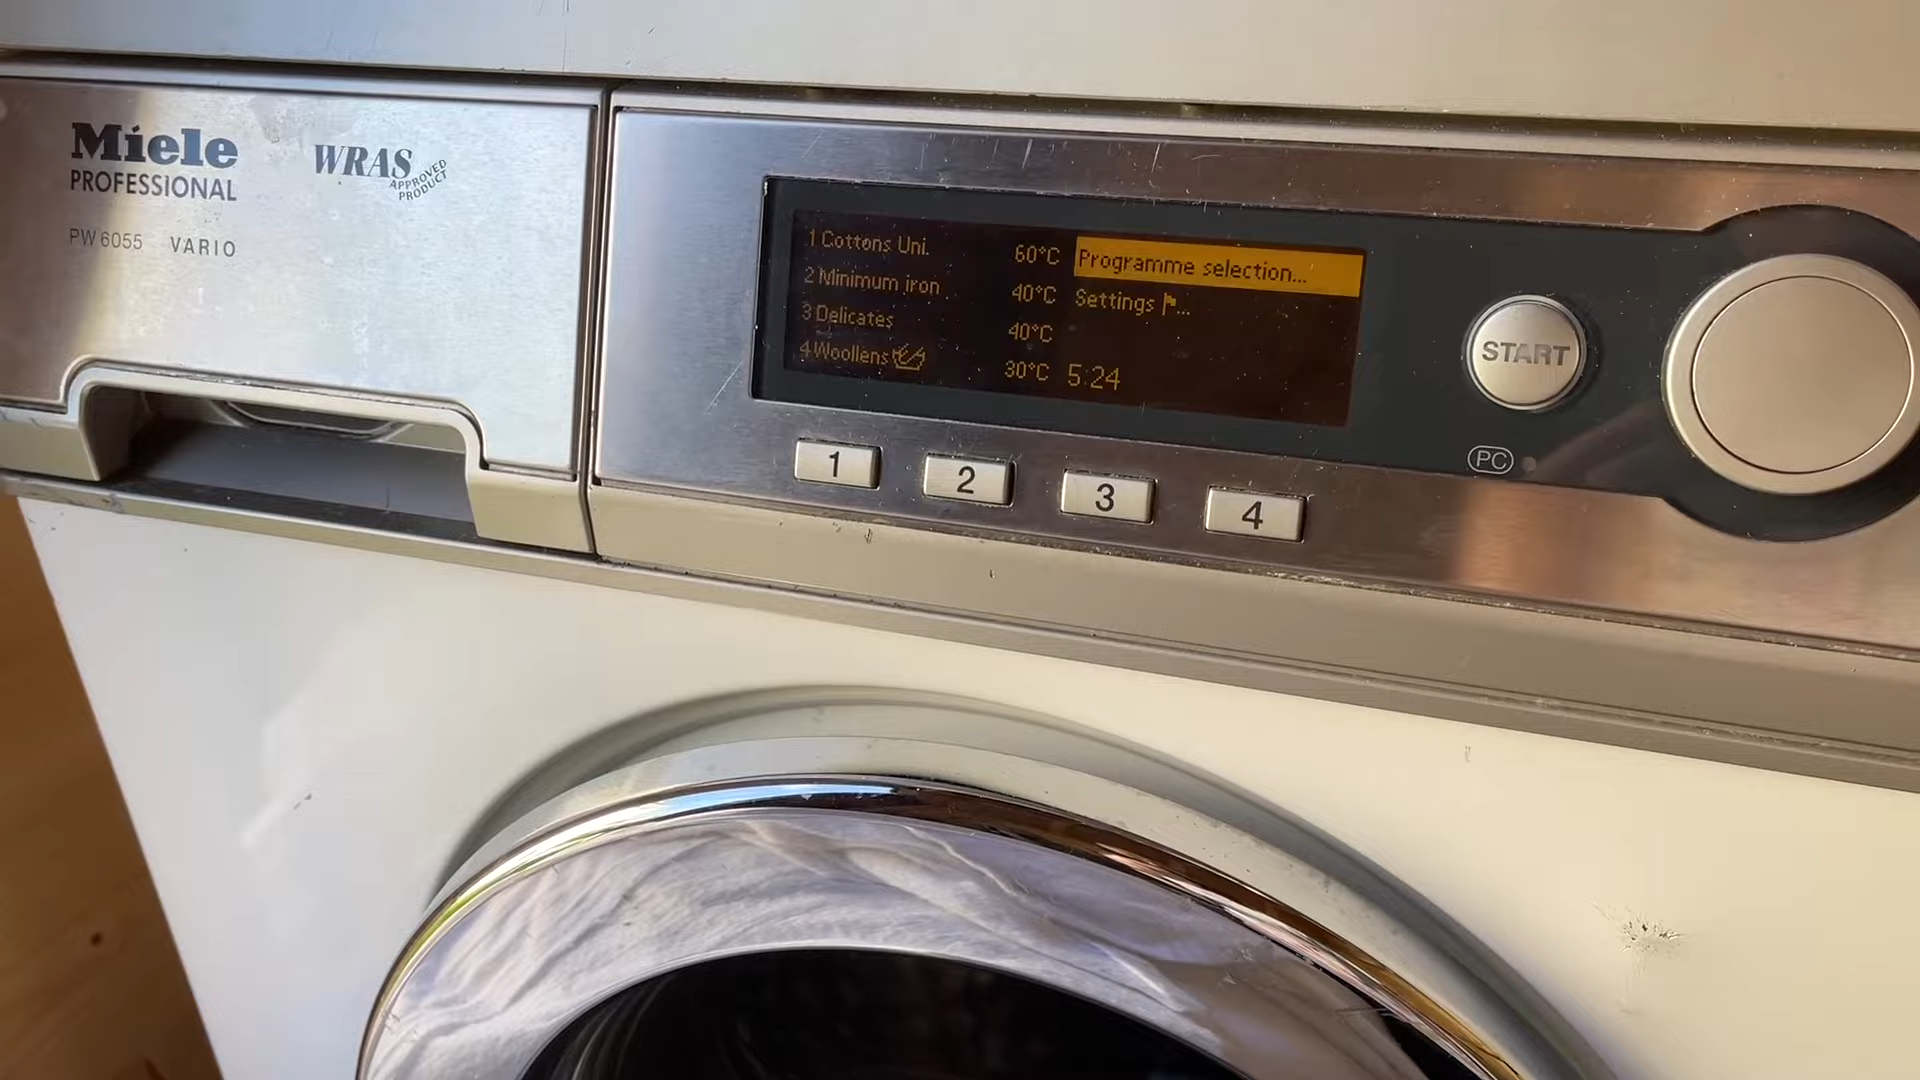 Miele
PROFESSIONAL
WRAS
APPROVED
PRODUCT
PW 6055 VARIO
1 Cottons Uni. 60°C
2 Minimum iron 40°C
3 Delicates 40°C
4 Woollens 30°C
Programme selection...
Settings ...
5:24
START
PC
1
2
3
4